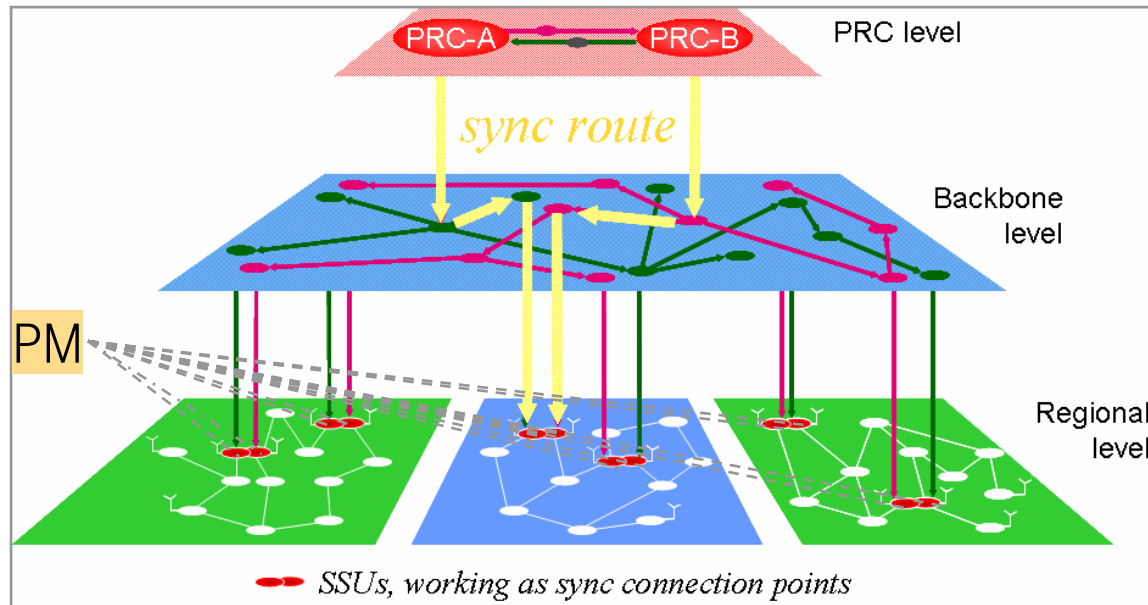 PRC-A
PRC-B
PRC level
sync route
Backbone
level
PM
Regional
level
SSUs, working as sync connection points